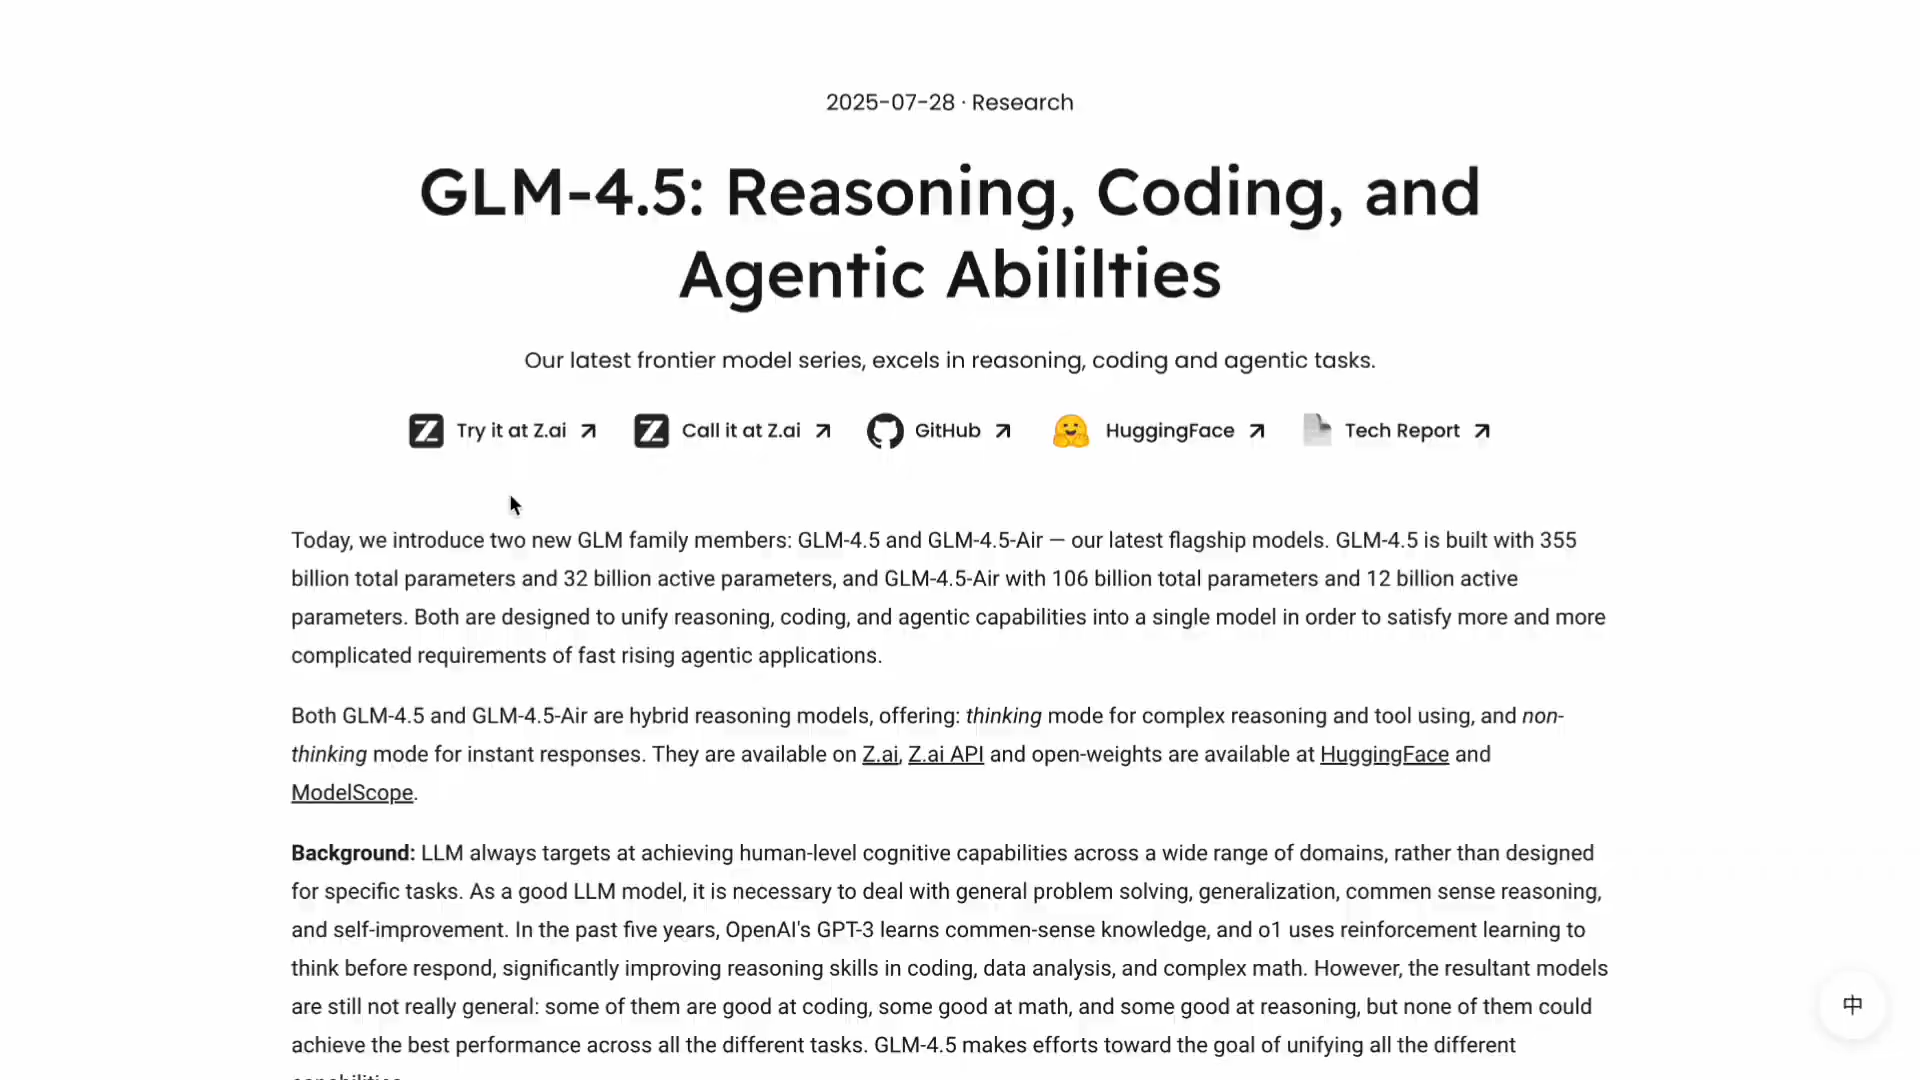 2025-07-28 · Research
GLM-4.5: Reasoning, Coding, and
Agentic Abililties
Our latest frontier model series, excels in reasoning, coding and agentic tasks.
Try it at Z.ai Call it at Z.ai GitHub HuggingFace Tech Report
Today, we introduce two new GLM family members: GLM-4.5 and GLM-4.5-Air — our latest flagship models. GLM-4.5 is built with 355
billion total parameters and 32 billion active parameters, and GLM-4.5-Air with 106 billion total parameters and 12 billion active
parameters. Both are designed to unify reasoning, coding, and agentic capabilities into a single model in order to satisfy more and more
complicated requirements of fast rising agentic applications.
Both GLM-4.5 and GLM-4.5-Air are hybrid reasoning models, offering: thinking mode for complex reasoning and tool using, and non-
thinking mode for instant responses. They are available on Z.ai, Z.ai API and open-weights are available at HuggingFace and
ModelScope.
Background: LLM always targets at achieving human-level cognitive capabilities across a wide range of domains, rather than designed
for specific tasks. As a good LLM model, it is necessary to deal with general problem solving, generalization, commen sense reasoning,
and self-improvement. In the past five years, OpenAI's GPT-3 learns commen-sense knowledge, and o1 uses reinforcement learning to
think before respond, significantly improving reasoning skills in coding, data analysis, and complex math. However, the resultant models
are still not really general: some of them are good at coding, some good at math, and some good at reasoning, but none of them could
achieve the best performance across all the different tasks. GLM-4.5 makes efforts toward the goal of unifying all the different
中